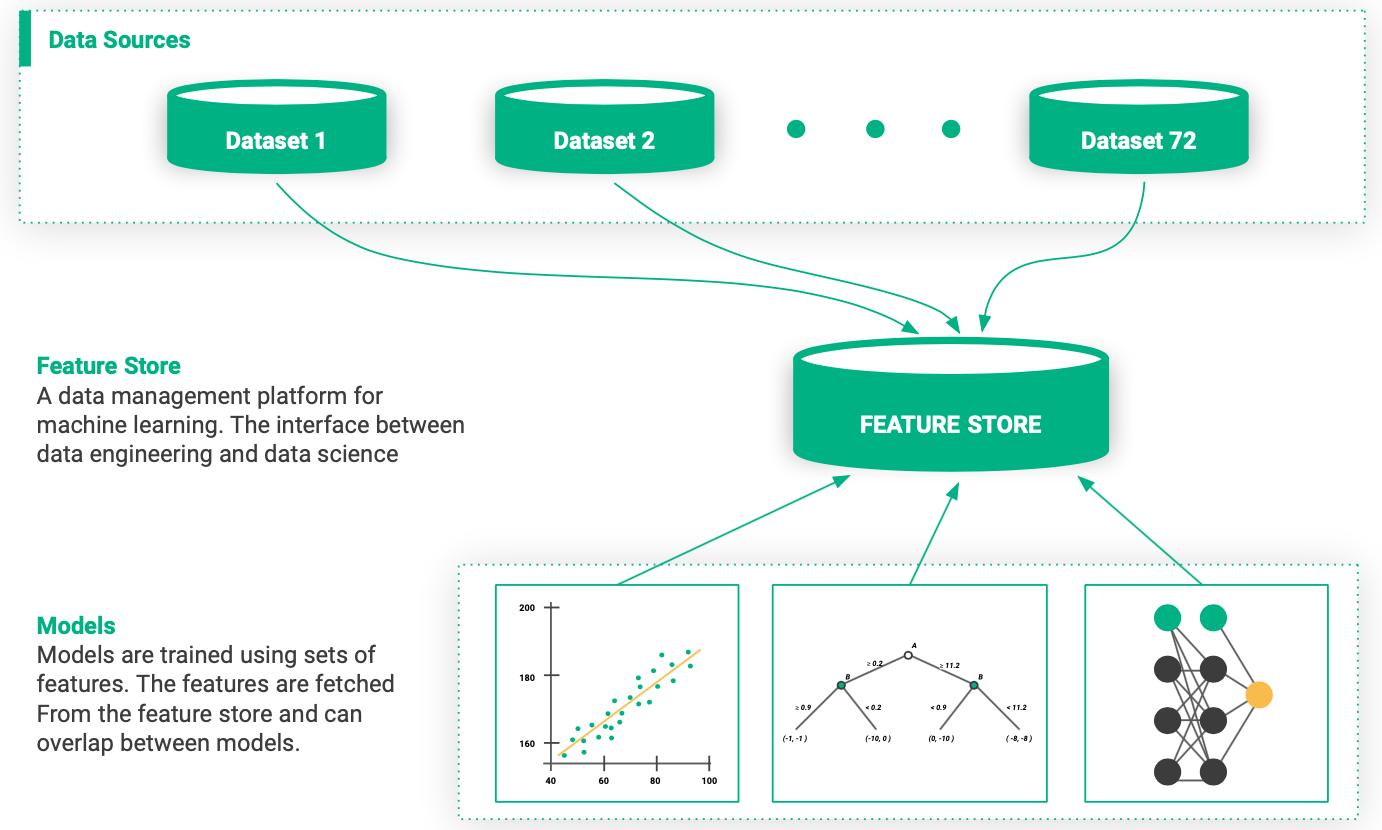 Data Sources
Dataset 1
Dataset 2
Dataset 72
Feature Store
A data management platform for
machine learning. The interface between
data engineering and data science
FEATURE STORE
Models
Models are trained using sets of
features. The features are fetched
From the feature store and can
overlap between models.
200
180
160
40 60 80 100
A
≥ 0.2 ≥ 11.2
B B
≥ 0.9 < 0.2 < 0.9 < 11.2
(-1, -1 ) (-10, 0 ) (0, -10 ) ( -8, -8 )